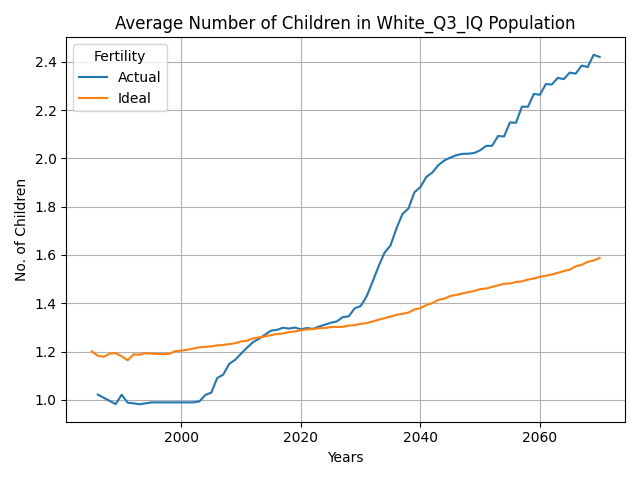 Average Number of Children in White_Q3_IQ Population
Fertility
Actual
Ideal
2.4
2.2
2.0
1.8
1.6
1.4
1.2
1.0
No. of Children
2000
2020
2040
2060
Years